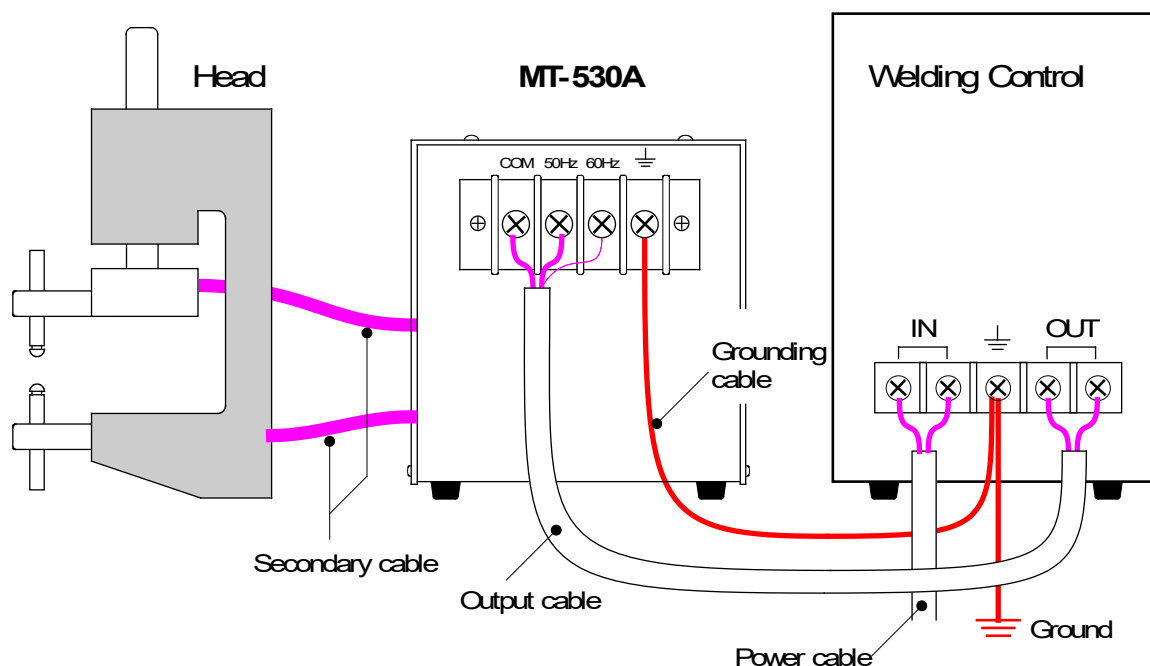 Head
MT-530A
Welding Control
COM 50Hz 60Hz
IN
OUT
Grounding
cable
Secondary cable
Output cable
Ground
Power cable